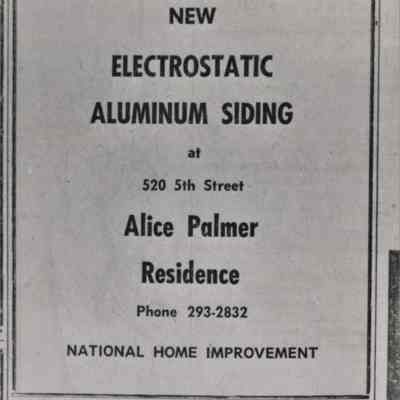 NEW
ELECTROSTATIC
ALUMINUM SIDING
at
520 5th Street
Alice Palmer
Residence
Phone 293-2832
NATIONAL HOME IMPROVEMENT